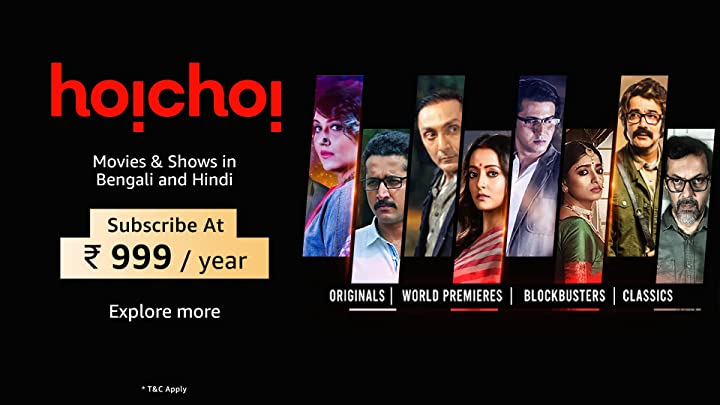 hoichoi
Movies & Shows in
Bengali and Hindi
Subscribe At
₹ 999 / year
Explore more
ORIGINALS | WORLD PREMIERES | BLOCKBUSTERS | CLASSICS
* T&C Apply